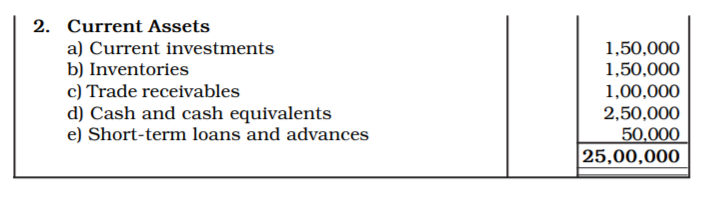 2. Current Assets
a) Current investments 1,50,000
b) Inventories 1,50,000
c) Trade receivables 1,00,000
d) Cash and cash equivalents 2,50,000
e) Short-term loans and advances 50,000
25,00,000